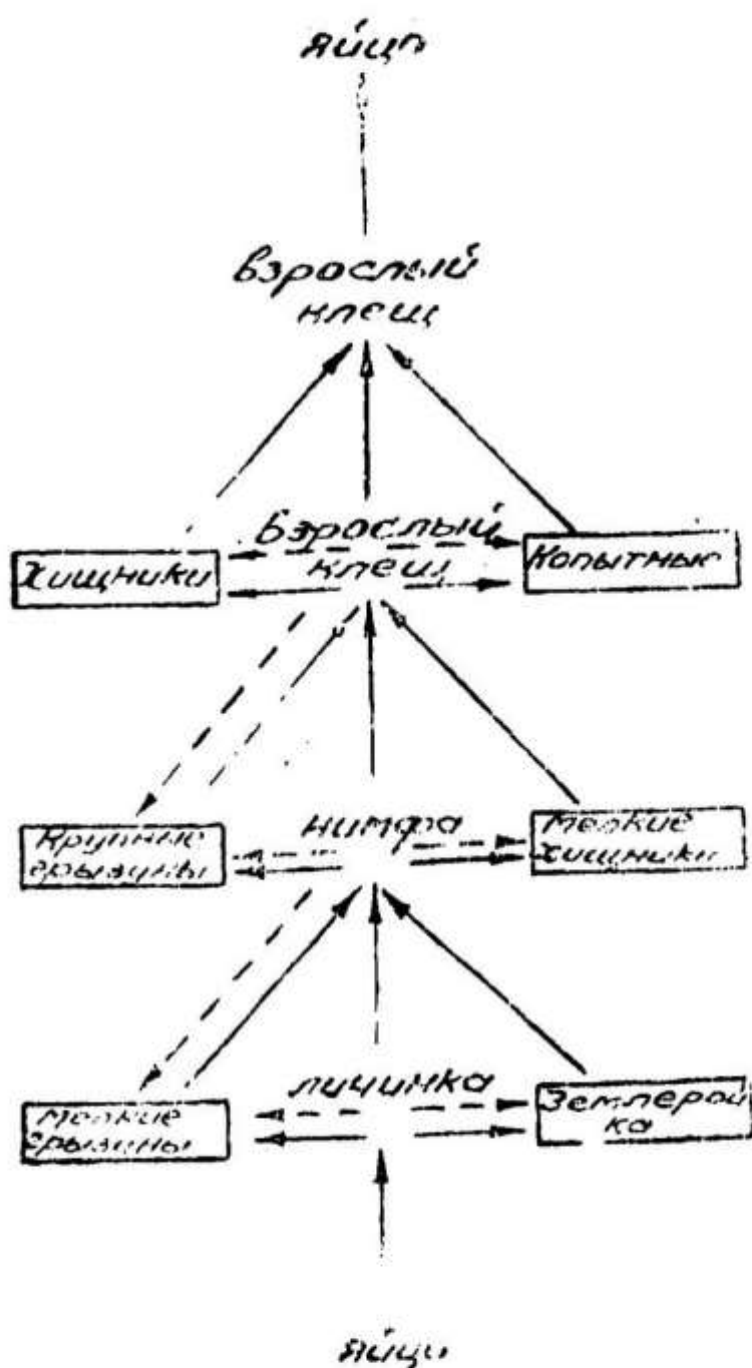 яйцо
взрослый
клещ
Взрослый
клещ
Хищники
Копытные
Крупные
грызуны
нимфа
Мелкие
хищники
Мелкие
грызуны
личинка
Землерой
ка
яйцо